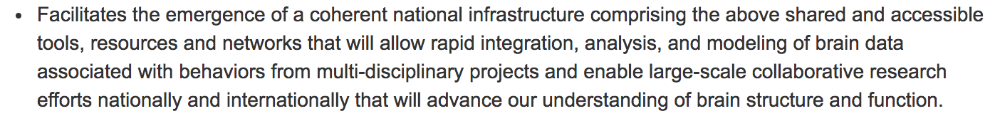 • Facilitates the emergence of a coherent national infrastructure comprising the above shared and accessible
tools, resources and networks that will allow rapid integration, analysis, and modeling of brain data
associated with behaviors from multi-disciplinary projects and enable large-scale collaborative research
efforts nationally and internationally that will advance our understanding of brain structure and function.